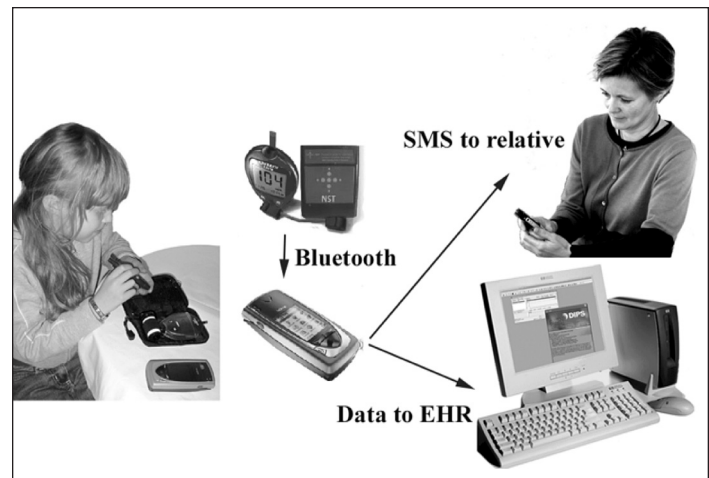 SMS to relative
104
NST
Bluetooth
DIPS
Data to EHR